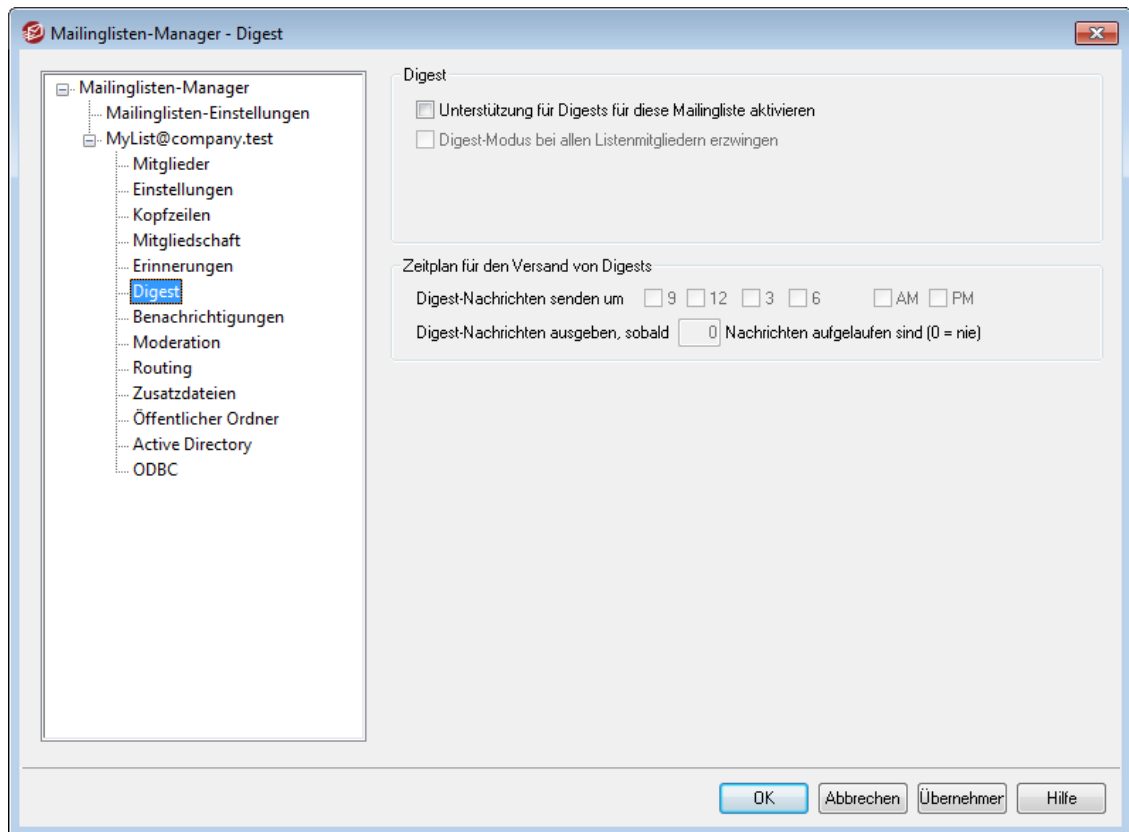 Mailinglisten-Manager - Digest
Mailinglisten-Manager
Mailinglisten-Einstellungen
MyList@company.test
Mitglieder
Einstellungen
Kopfzeilen
Mitgliedschaft
Erinnerungen
Digest
Benachrichtigungen
Moderation
Routing
Zusatzdateien
Öffentlicher Ordner
Active Directory
ODBC
Digest
Unterstützung für Digests für diese Mailingliste aktivieren
Digest-Modus bei allen Listenmitgliedern erzwingen
Zeitplan für den Versand von Digests
Digest-Nachrichten senden um 9 12 3 6 AM PM
Digest-Nachrichten ausgeben, sobald 0 Nachrichten aufgelaufen sind (0 = nie)
OK Abbrechen Übernehmer Hilfe